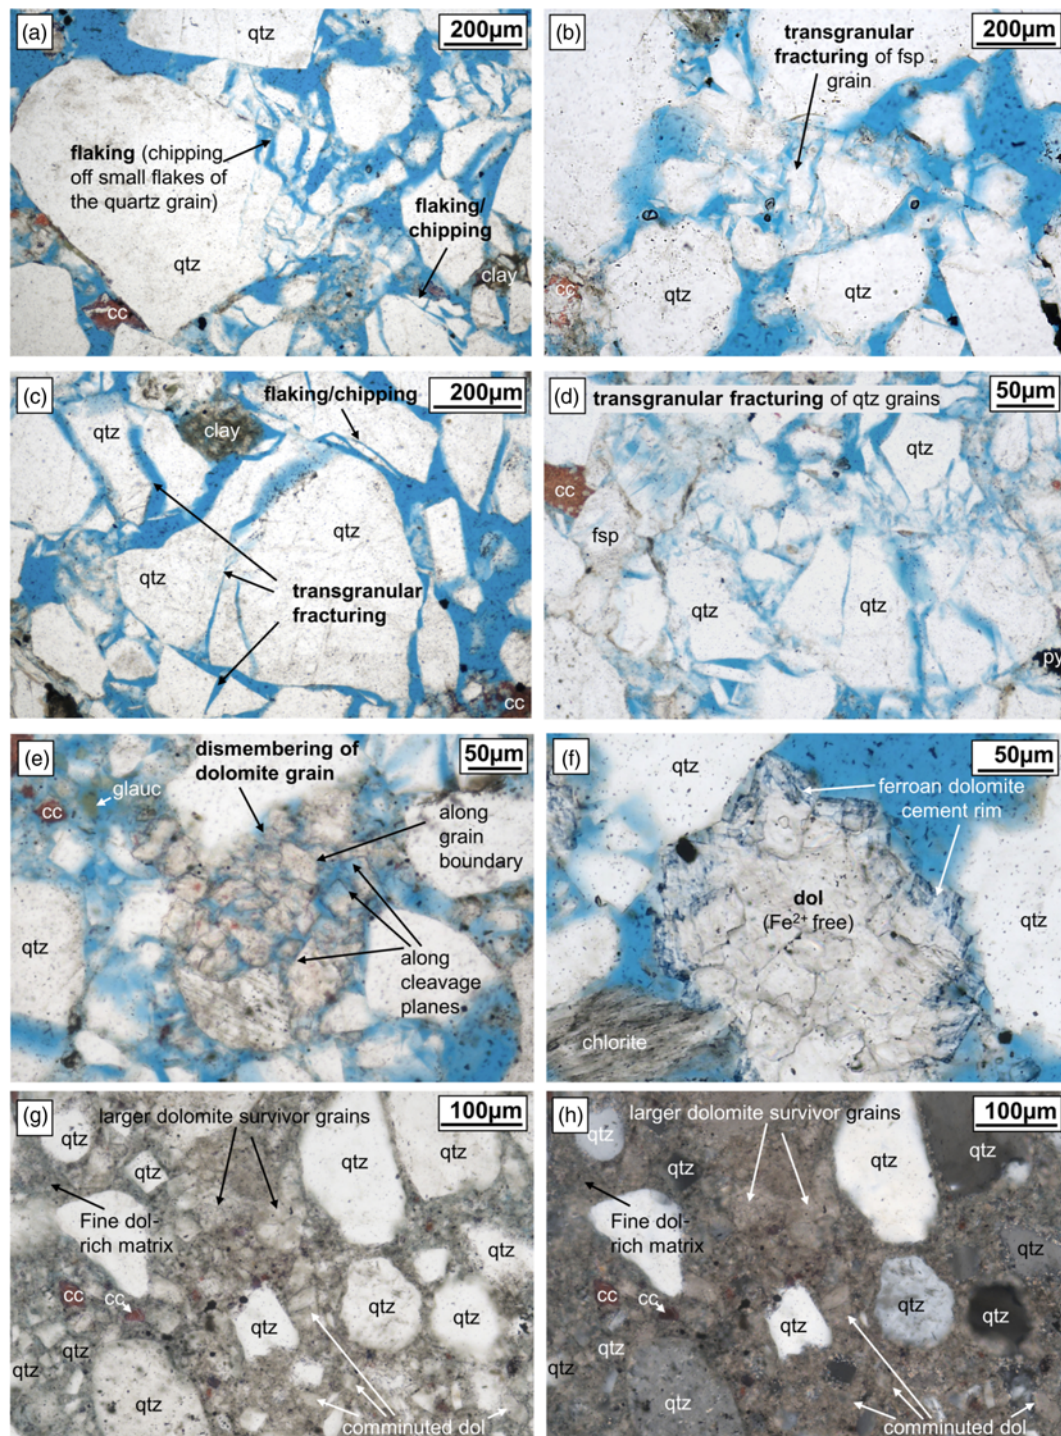 (a)
qtz
200µm
flaking (chipping
off small flakes of
the quartz grain)
flaking/
chipping
qtz
clay
cc
(b)
transgranular
fracturing of fsp
grain
200µm
cc
qtz
qtz
(c)
flaking/chipping
200µm
qtz
clay
qtz
qtz
transgranular
fracturing
cc
(d)
transgranular fracturing of qtz grains
50µm
qtz
cc
fsp
qtz
qtz
py
(e)
dismembering of
dolomite grain
50µm
glauc
cc
along
grain
boundary
qtz
along
cleavage
planes
(f)
qtz
50µm
ferroan dolomite
cement rim
dol
(Fe²⁺ free)
qtz
chlorite
(g)
larger dolomite survivor grains
100µm
qtz
qtz
qtz
qtz
Fine dol-
rich matrix
qtz
cc
cc
qtz
qtz
qtz
qtz
qtz
qtz
comminuted dol
(h)
larger dolomite survivor grains
100µm
qtz
qtz
qtz
qtz
Fine dol-
rich matrix
qtz
cc
cc
qtz
qtz
qtz
qtz
qtz
qtz
comminuted dol